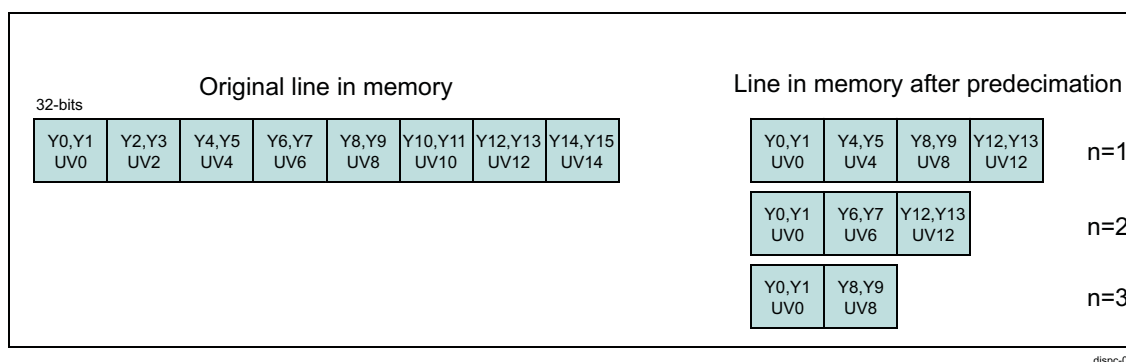 Original line in memory
32-bits
Y0,Y1 Y2,Y3 Y4,Y5 Y6,Y7 Y8,Y9 Y10,Y11 Y12,Y13 Y14,Y15
UV0 UV2 UV4 UV6 UV8 UV10 UV12 UV14
Line in memory after predecimation
Y0,Y1 Y4,Y5 Y8,Y9 Y12,Y13
UV0 UV4 UV8 UV12
n=1
Y0,Y1 Y6,Y7 Y12,Y13
UV0 UV6 UV12
n=2
Y0,Y1 Y8,Y9
UV0 UV8
n=3